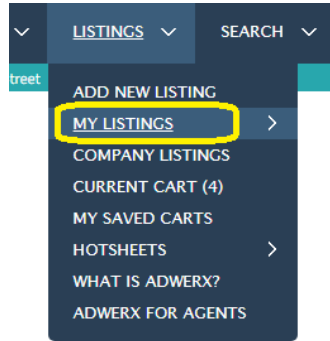 LISTINGS SEARCH
treet
ADD NEW LISTING
MY LISTINGS
COMPANY LISTINGS
CURRENT CART (4)
MY SAVED CARTS
HOTSHEETS
WHAT IS ADWERX?
ADWERX FOR AGENTS